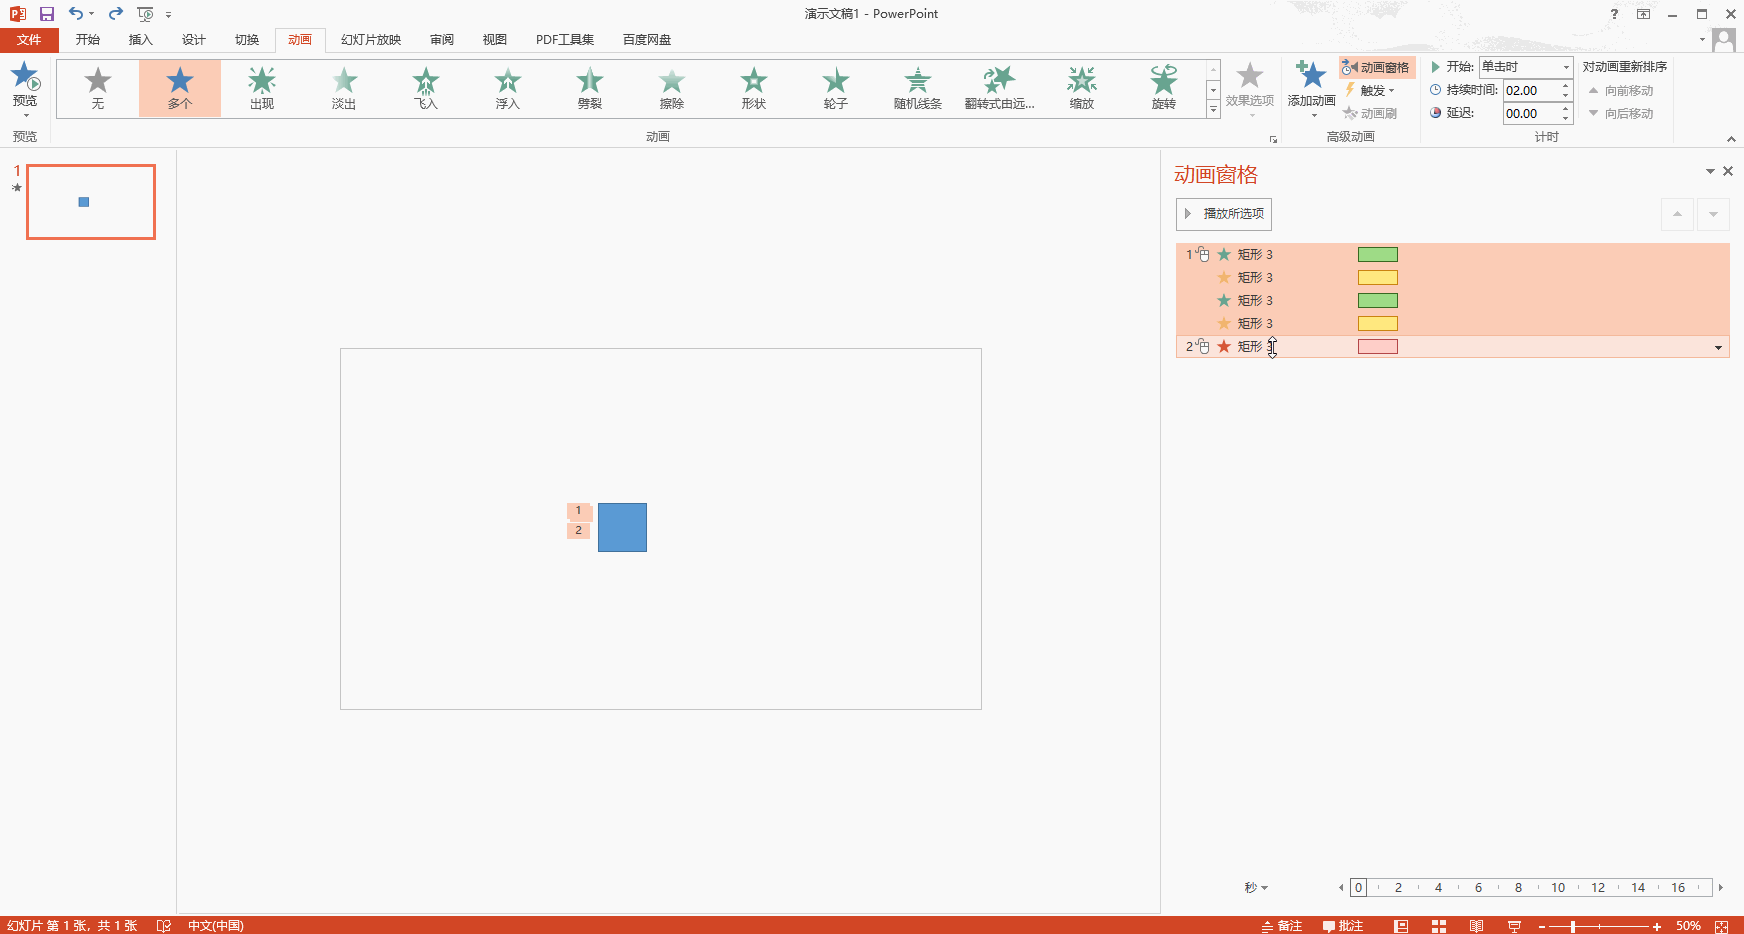 演示文稿1 - PowerPoint
?
文件 开始 插入 设计 切换 动画 幻灯片放映 审阅 视图 PDF工具集 百度网盘
预览
无 多个 出现 淡出 飞入 浮入 劈裂 擦除 形状 轮子 随机线条 翻转式由远... 缩放 旋转
效果选项
添加动画
动画窗格
触发
动画刷
开始: 单击时
持续时间: 02.00
延迟: 00.00
对动画重新排序
向前移动
向后移动
预览 动画 高级动画 计时
1
动画窗格
播放所选项
1 矩形 3
矩形 3
矩形 3
矩形 3
2 矩形
1
2
秒 0 2 4 6 8 10 12 14 16
幻灯片 第 1 张，共 1 张 中文(中国) 备注 批注 50%